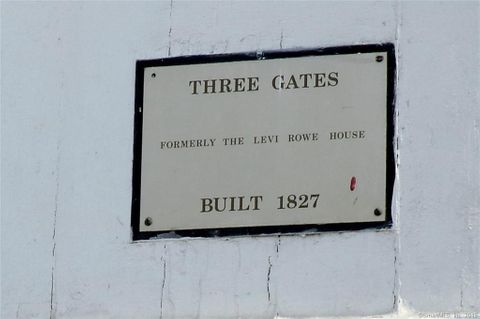 THREE GATES
FORMERLY THE LEVI ROWE HOUSE
BUILT 1827